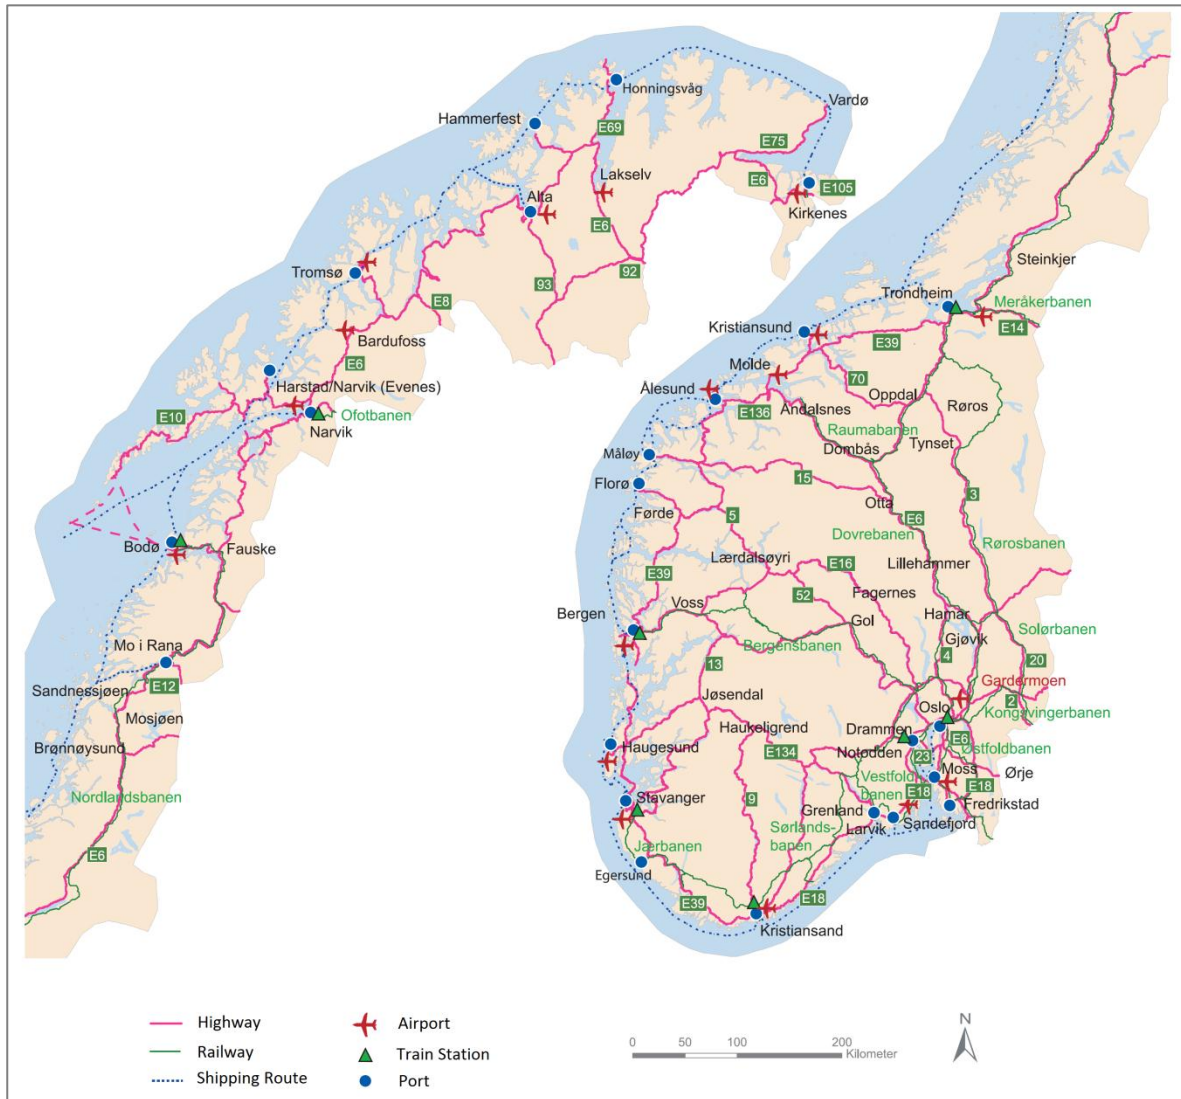 Honningsvåg
Hammerfest
Vardø
E69
E75
Lakselv
E6
E105
Alta
Kirkenes
E6
Tromsø
92
93
E8
Bardufoss
E6
Harstad/Narvik (Evenes)
E10
Ofotbanen
Narvik
Bodø
Fauske
Mo i Rana
E12
Sandnessjøen
Mosjøen
Brønnøysund
Nordlandsbanen
E6
Steinkjer
Trondheim
Meråkerbanen
E14
Kristiansund
E39
Molde
70
Ålesund
Oppdal
E136
Åndalsnes
Røros
Raumabanen
Dombås
Tynset
Måløy
15
Florø
Otta
3
Førde
5
E6
Dovrebanen
Rørosbanen
Lærdalsøyri
E16
Lillehammer
E39
52
Fagernes
Bergen
Voss
Hamar
Gol
Solørbanen
Gjøvik
Bergensbanen
13
4
20
Gardermoen
Jøsendal
2
Oslo
Kongsvingerbanen
Haukeligrend
Drammen
E6
Haugesund
E134
Notodden
Østfoldbanen
23
Moss
Ørje
Vestfold
banen
E18
E18
Stavanger
9
Grenland
Fredrikstad
Sørlands-
banen
Larvik
Sandefjord
Jærbanen
Egersund
E39
E18
Kristiansand
Highway
Airport
N
Railway
Train Station
0 50 100 200
Kilometer
Shipping Route
Port